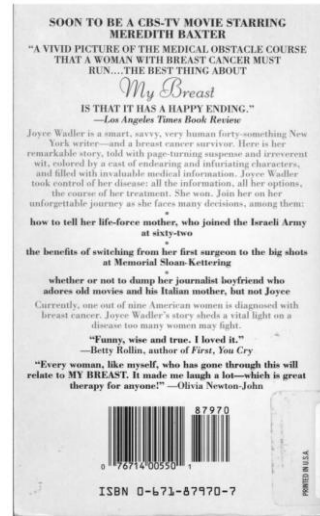 SOON TO BE A CBS-TV MOVIE STARRING
MEREDITH BAXTER
"A VIVID PICTURE OF THE MEDICAL OBSTACLE COURSE
THAT A WOMAN WITH BREAST CANCER MUST
RUN....THE BEST THING ABOUT
My Breast
IS THAT IT HAS A HAPPY ENDING."
—Los Angeles Times Book Review
Joyce Wadler is a smart, savvy, very human forty-something New
York writer—and a breast cancer survivor. Here is her
remarkable story, told with page-turning suspense and irreverent
wit, colored by a cast of endearing and infuriating characters,
and filled with invaluable medical information. Joyce Wadler
took control of her disease: all the information, all her options,
the course of her treatment. She won. Join her on her
unforgettable journey as she faces many decisions, among them:
*
how to tell her life-force mother, who joined the Israeli Army
at sixty-two
*
the benefits of switching from her first surgeon to the big shots
at Memorial Sloan-Kettering
*
whether or not to dump her journalist boyfriend who
adores old movies and his Italian mother, but not Joyce
Currently, one out of nine American women is diagnosed with
breast cancer. Joyce Wadler's story sheds a vital light on a
disease too many women may fight.
"Funny, wise and true. I loved it."
—Betty Rollin, author of First, You Cry
"Every woman, like myself, who has gone through this will
relate to MY BREAST. It made me laugh a lot—which is great
therapy for anyone!" —Olivia Newton-John
87970
0 76714 00550 1
ISBN 0-671-87970-7
PRINTED IN U.S.A.